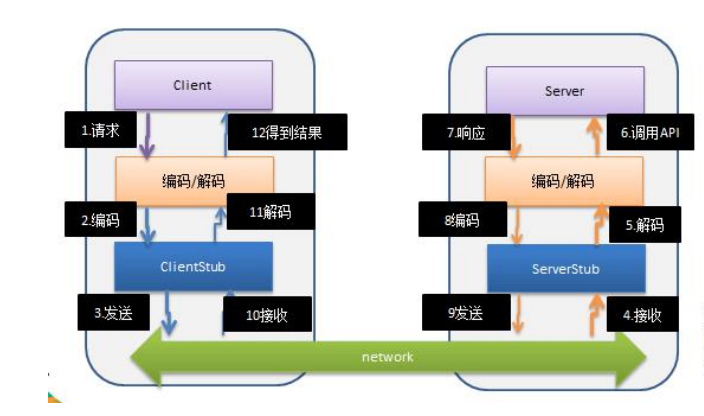 Client
Server
1.请求
12得到结果
7.响应
6.调用API
编码/解码
编码/解码
2.编码
11解码
8编码
5.解码
ClientStub
ServerStub
3.发送
10接收
9发送
4.接收
network